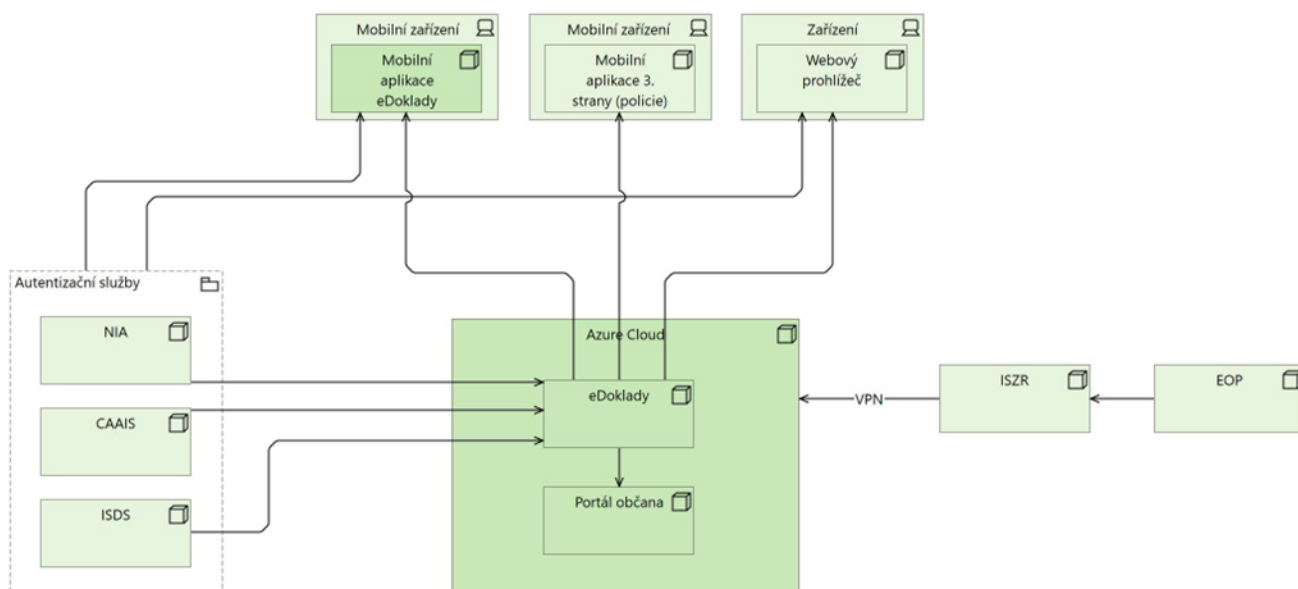 Mobilní zařízení
Mobilní
aplikace
eDoklady
Mobilní zařízení
Mobilní
aplikace 3.
strany (policie)
Zařízení
Webový
prohlížeč
Autentizační služby
NIA
CAAIS
ISDS
Azure Cloud
eDoklady
Portál občana
VPN
ISZR
EOP